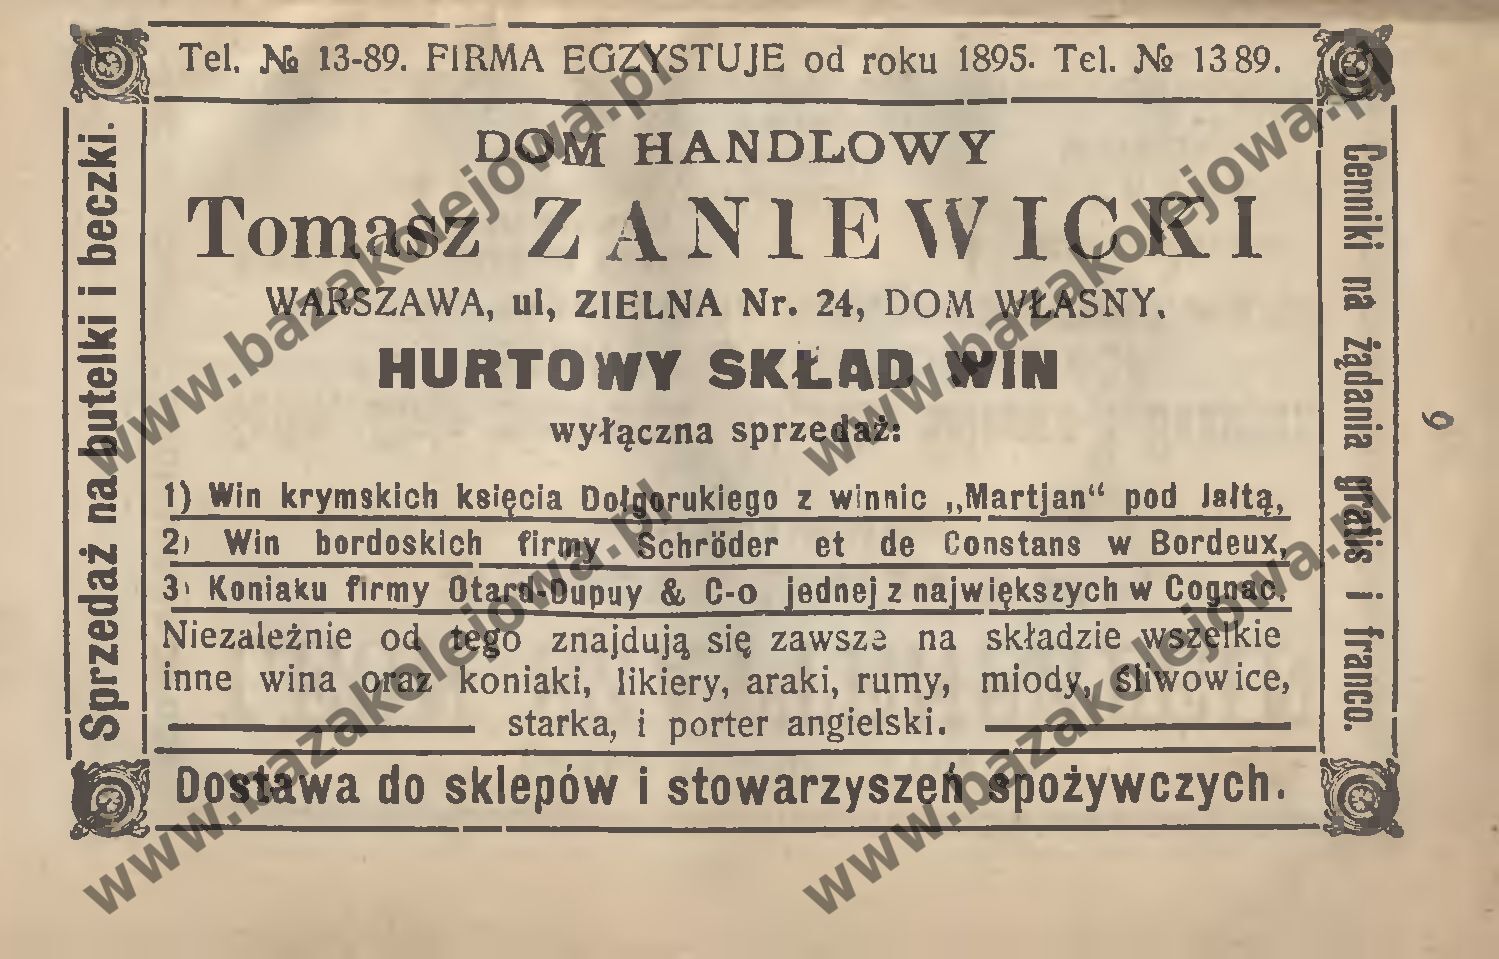 Tel. № 13-89. FIRMA EGZYSTUJE od roku 1895. Tel. № 13 89.
DOM HANDLOWY
Tomasz ZANIEWICKI
WARSZAWA, ul, ZIELNA Nr. 24, DOM WŁASNY.
HURTOWY SKŁAD WIN
wyłączna sprzedaż:
1) Win krymskich księcia Dołgorukiego z winnic „Martjan“ pod Jałtą,
2) Win bordoskich firmy Schröder et de Constans w Bordeux,
3) Koniaku firmy Otard-Dupuy & C-o jednej z największych w Cognac.
Niezależnie od tego znajdują się zawsze na składzie wszelkie
inne wina oraz koniaki, likiery, araki, rumy, miody, śliwowice,
starka, i porter angielski.
Dostawa do sklepów i stowarzyszeń spożywczych.
Sprzedaż na butelki i beczki.
Cenniki na żądania gratis i franco.
9
www.bazakolejowa.pl
www.bazakolejowa.pl
www.bazakolejowa.pl
www.bazakolejowa.pl